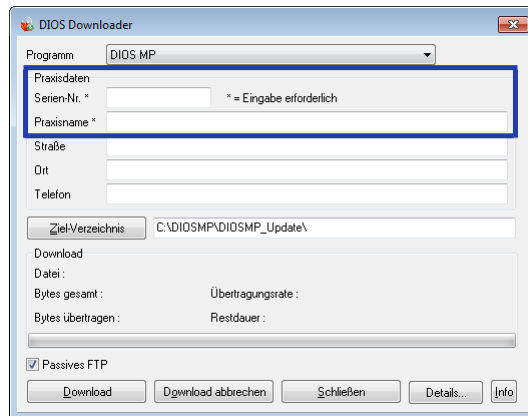 DIOS Downloader
Programm DIOS MP
Praxisdaten
Serien-Nr. * * = Eingabe erforderlich
Praxisname *
Straße
Ort
Telefon
Ziel-Verzeichnis C:\DIOSMP\DIOSMP_Update\
Download
Datei :
Bytes gesamt : Übertragungsrate :
Bytes übertragen : Restdauer :
Passives FTP
Download Download abbrechen Schließen Details... Info